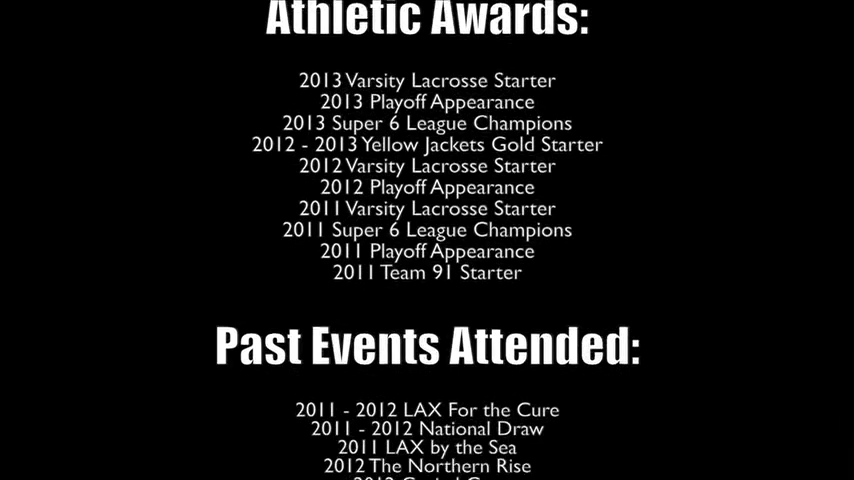 Athletic Awards:
2013 Varsity Lacrosse Starter
2013 Playoff Appearance
2013 Super 6 League Champions
2012 - 2013 Yellow Jackets Gold Starter
2012 Varsity Lacrosse Starter
2012 Playoff Appearance
2011 Varsity Lacrosse Starter
2011 Super 6 League Champions
2011 Playoff Appearance
2011 Team 91 Starter
Past Events Attended:
2011 - 2012 LAX For the Cure
2011 - 2012 National Draw
2011 LAX by the Sea
2012 The Northern Rise